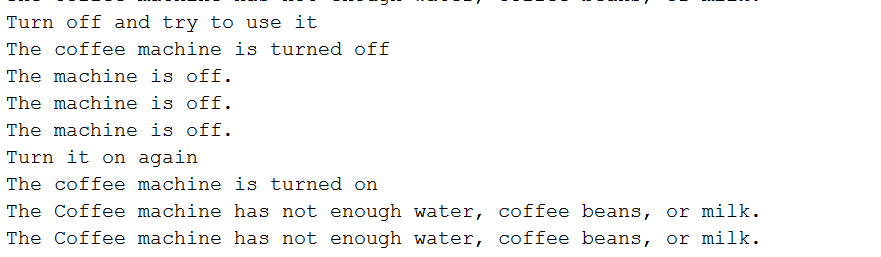 Turn off and try to use it
The coffee machine is turned off
The machine is off.
The machine is off.
The machine is off.
Turn it on again
The coffee machine is turned on
The Coffee machine has not enough water, coffee beans, or milk.
The Coffee machine has not enough water, coffee beans, or milk.